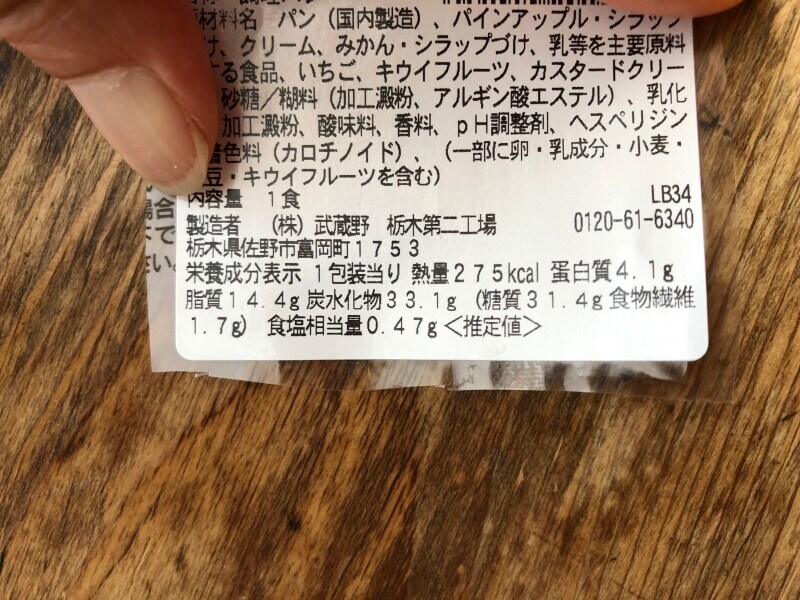 材料名 パン（国内製造）、パインアップル・シラップ
け、クリーム、みかん・シラップづけ、乳等を主要原料
る食品、いちご、キウイフルーツ、カスタードクリー
砂糖／糊料（加工澱粉、アルギン酸エステル）、乳化
加工澱粉、酸味料、香料、ｐＨ調整剤、ヘスペリジン
着色料（カロチノイド）、（一部に卵・乳成分・小麦・
豆・キウイフルーツを含む）
内容量 １食 LB34
製造者 （株）武蔵野 栃木第二工場 0120-61-6340
栃木県佐野市富岡町１７５３
栄養成分表示 １包装当り 熱量２７５kcal 蛋白質４．１g
脂質１４．４g 炭水化物３３．１g （糖質３１．４g 食物繊維
１．７g） 食塩相当量０．４７g＜推定値＞
場合